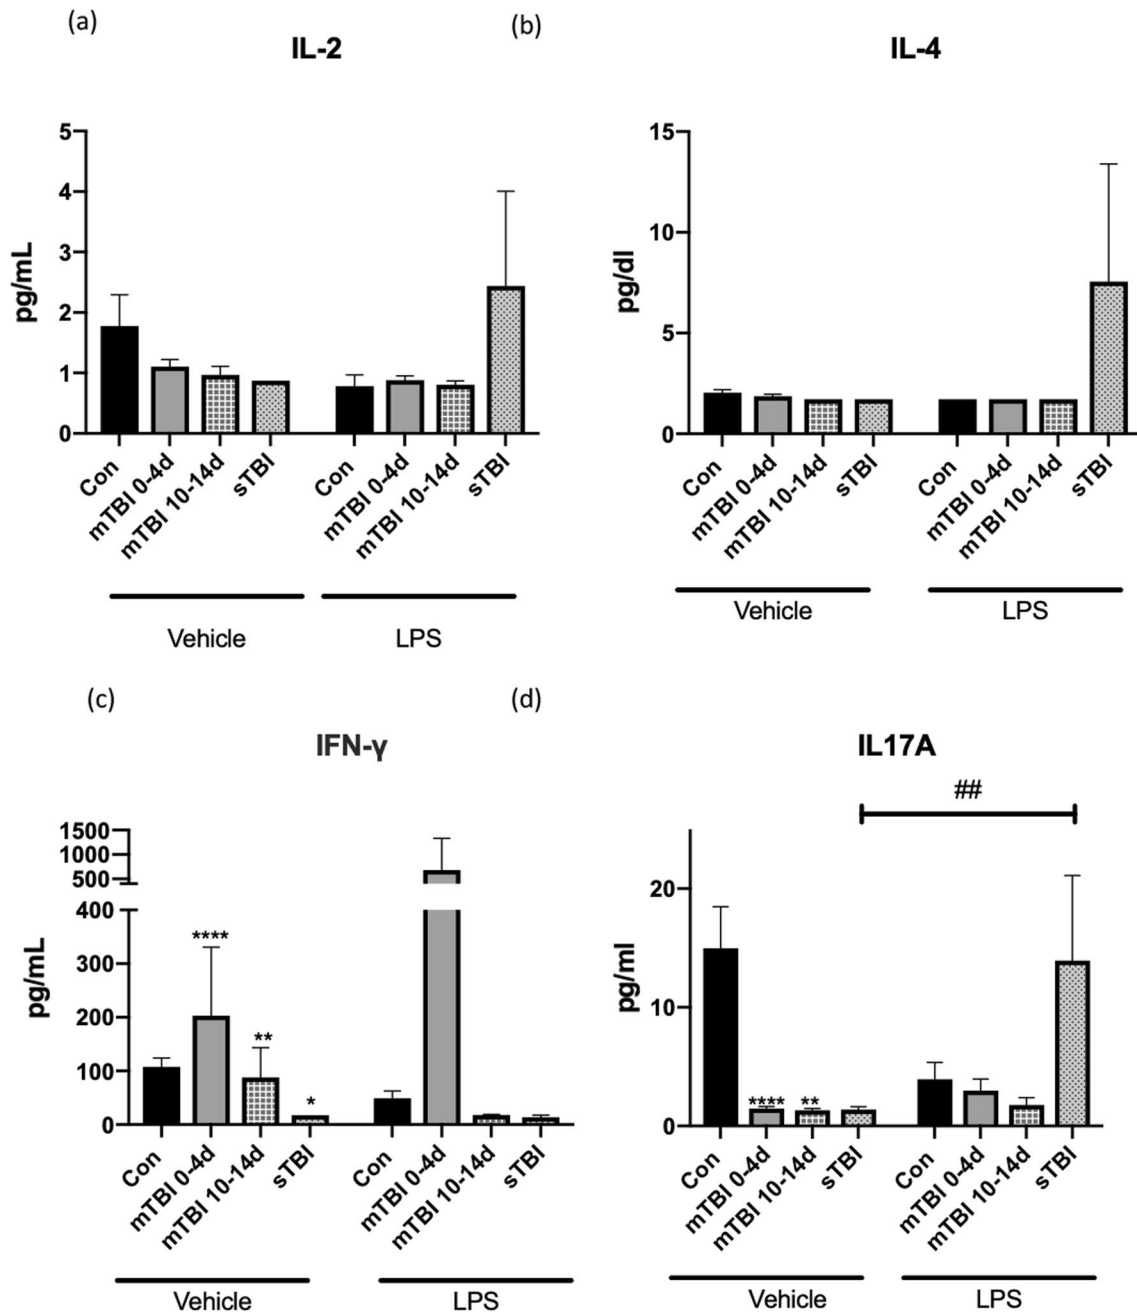 (a)
IL-2
pg/mL
5
4
3
2
1
0
Con
mTBI 0-4d
mTBI 10-14d
sTBI
Con
mTBI 0-4d
mTBI 10-14d
sTBI
Vehicle
LPS
(b)
IL-4
pg/dl
15
10
5
0
Con
mTBI 0-4d
mTBI 10-14d
sTBI
Con
mTBI 0-4d
mTBI 10-14d
sTBI
Vehicle
LPS
(c)
IFN-γ
pg/mL
1500
1000
500
400
300
200
100
0
****
**
*
Con
mTBI 0-4d
mTBI 10-14d
sTBI
Con
mTBI 0-4d
mTBI 10-14d
sTBI
Vehicle
LPS
(d)
IL17A
##
pg/ml
20
10
0
****
**
Con
mTBI 0-4d
mTBI 10-14d
sTBI
Con
mTBI 0-4d
mTBI 10-14d
sTBI
Vehicle
LPS